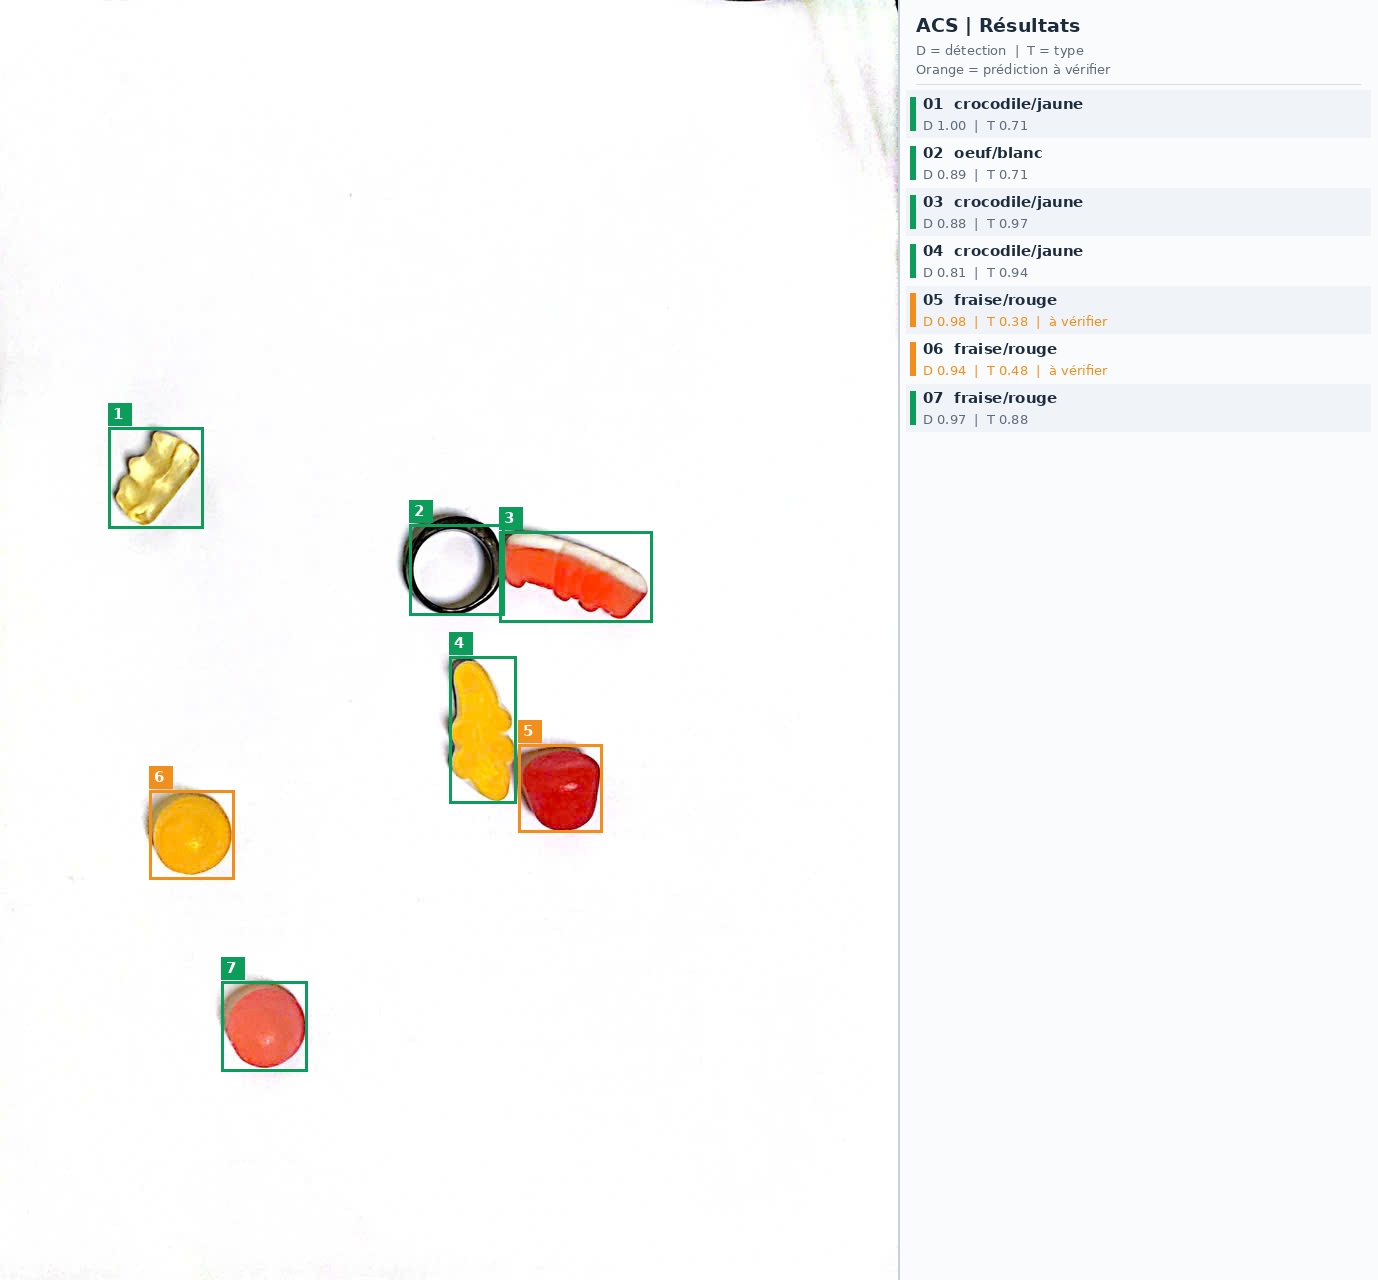 ACS | Résultats
D = détection | T = type
Orange = prédiction à vérifier
01 crocodile/jaune
D 1.00 | T 0.71
02 oeuf/blanc
D 0.89 | T 0.71
03 crocodile/jaune
D 0.88 | T 0.97
04 crocodile/jaune
D 0.81 | T 0.94
05 fraise/rouge
D 0.98 | T 0.38 | à vérifier
06 fraise/rouge
D 0.94 | T 0.48 | à vérifier
07 fraise/rouge
D 0.97 | T 0.88
1
2
3
4
5
6
7